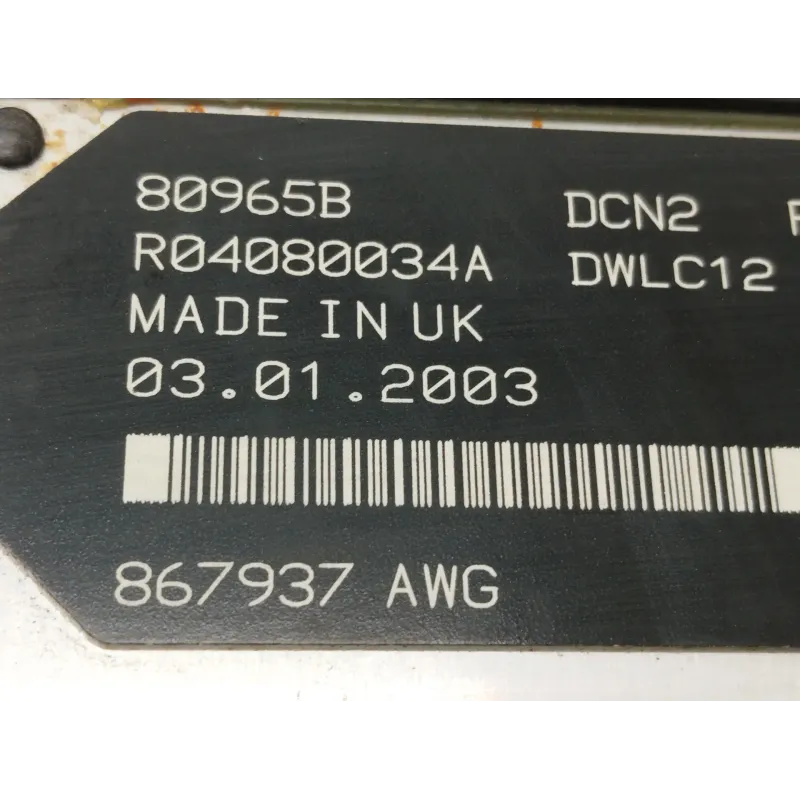 80965B DCN2
R04080034A DWLC12
MADE IN UK
03.01.2003
867937 AWG